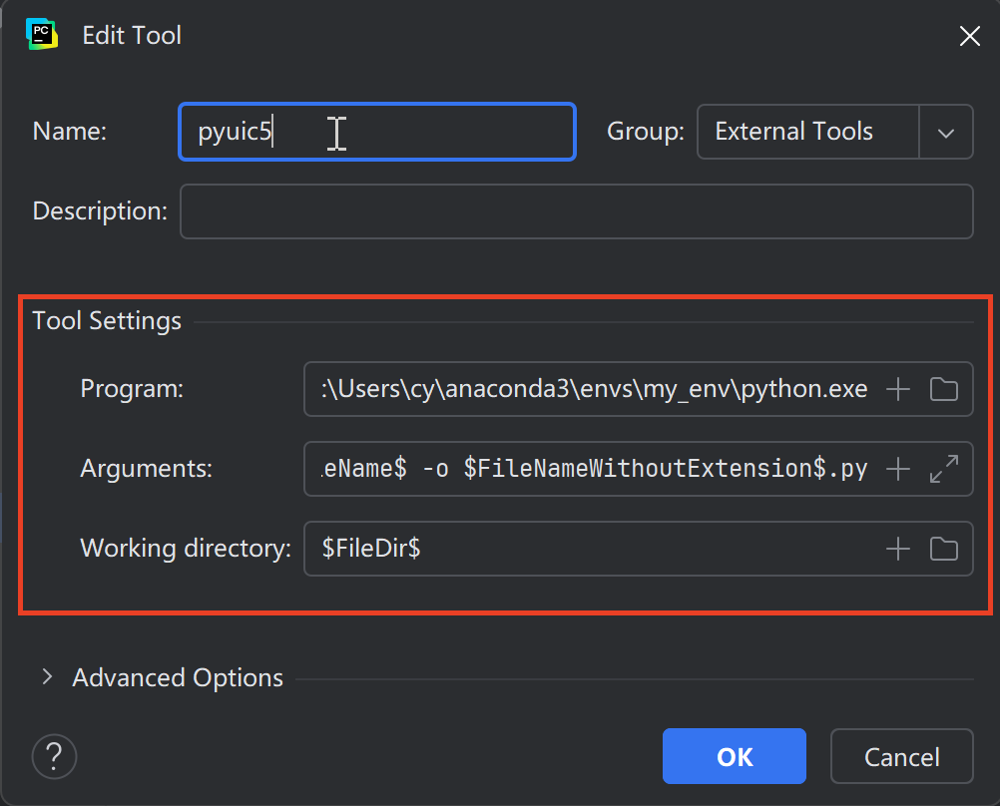 PC Edit Tool
Name: pyuic5 Group: External Tools
Description:
Tool Settings
Program: :\Users\cy\anaconda3\envs\my_env\python.exe
Arguments: eName$ -o $FileNameWithoutExtension$.py
Working directory: $FileDir$
Advanced Options
? OK Cancel